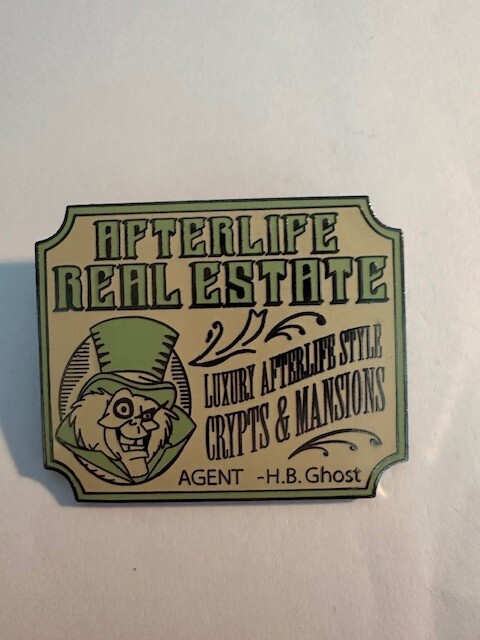 AFTERLIFE
REAL ESTATE
LUXURY AFTERLIFE STYLE
CRYPTS & MANSIONS
AGENT -H.B. Ghost